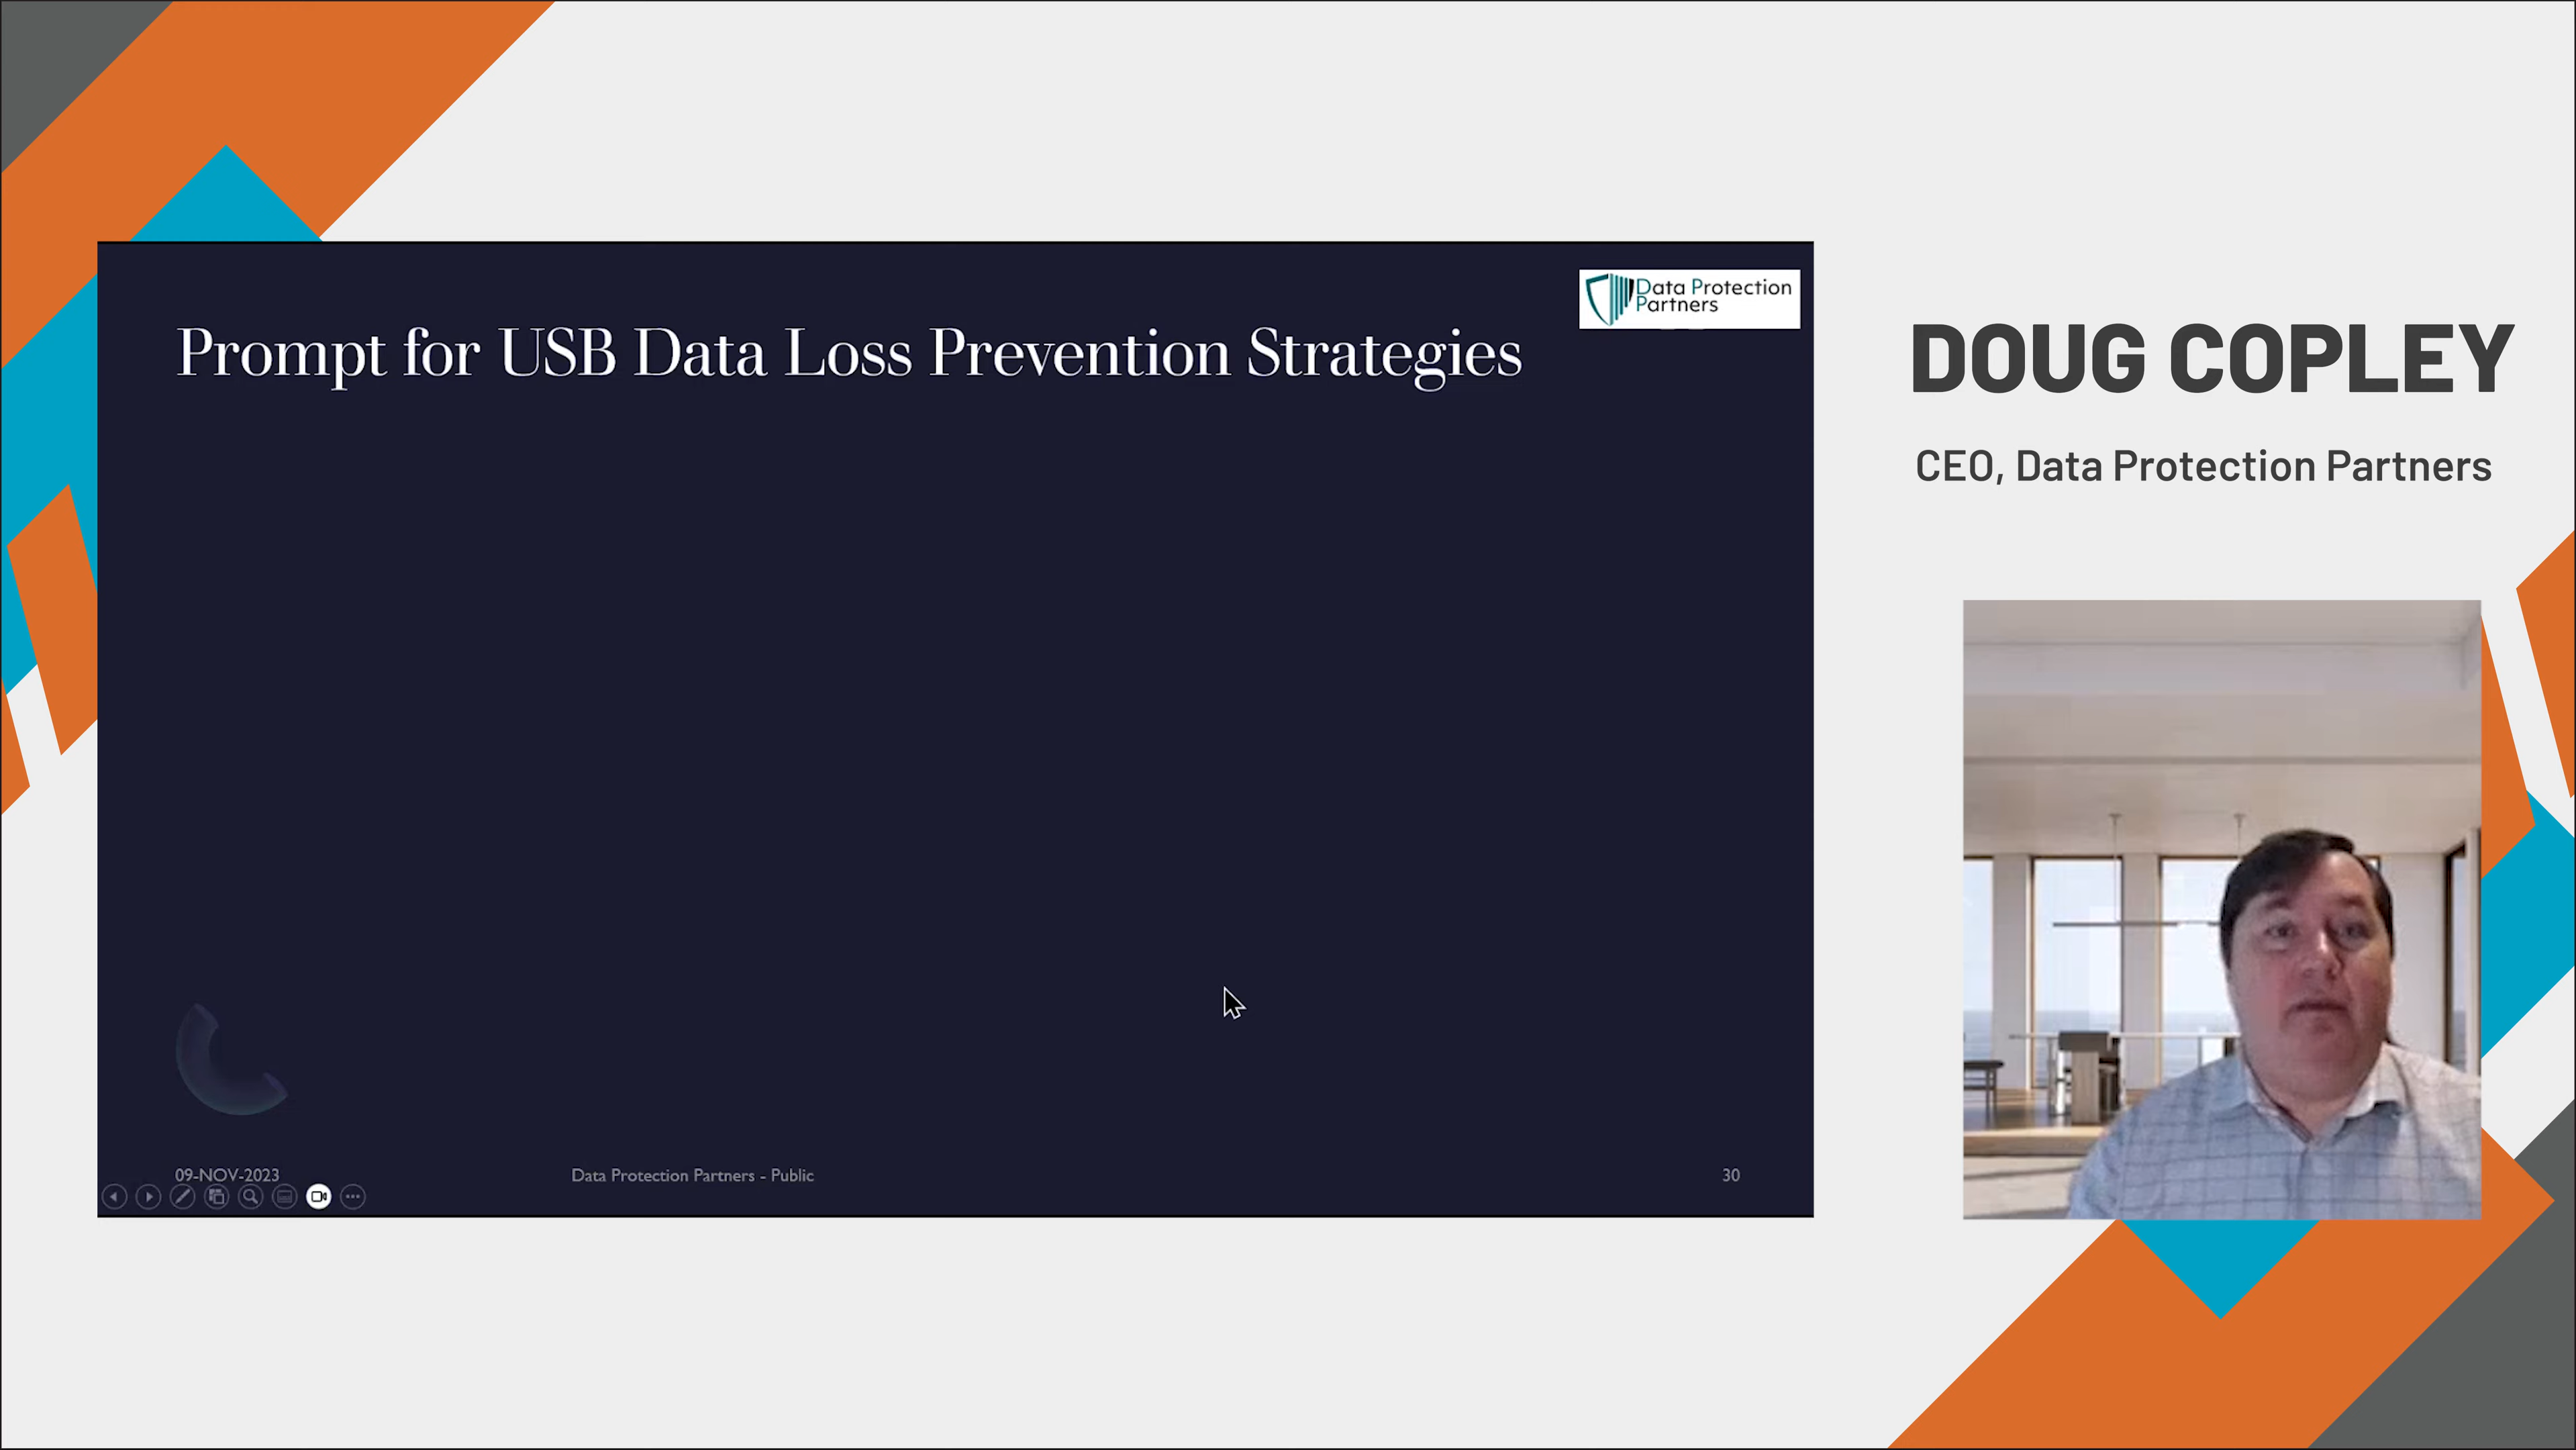 Data Protection
Partners
Prompt for USB Data Loss Prevention Strategies
09-NOV-2023
Data Protection Partners - Public
30
DOUG COPLEY
CEO, Data Protection Partners